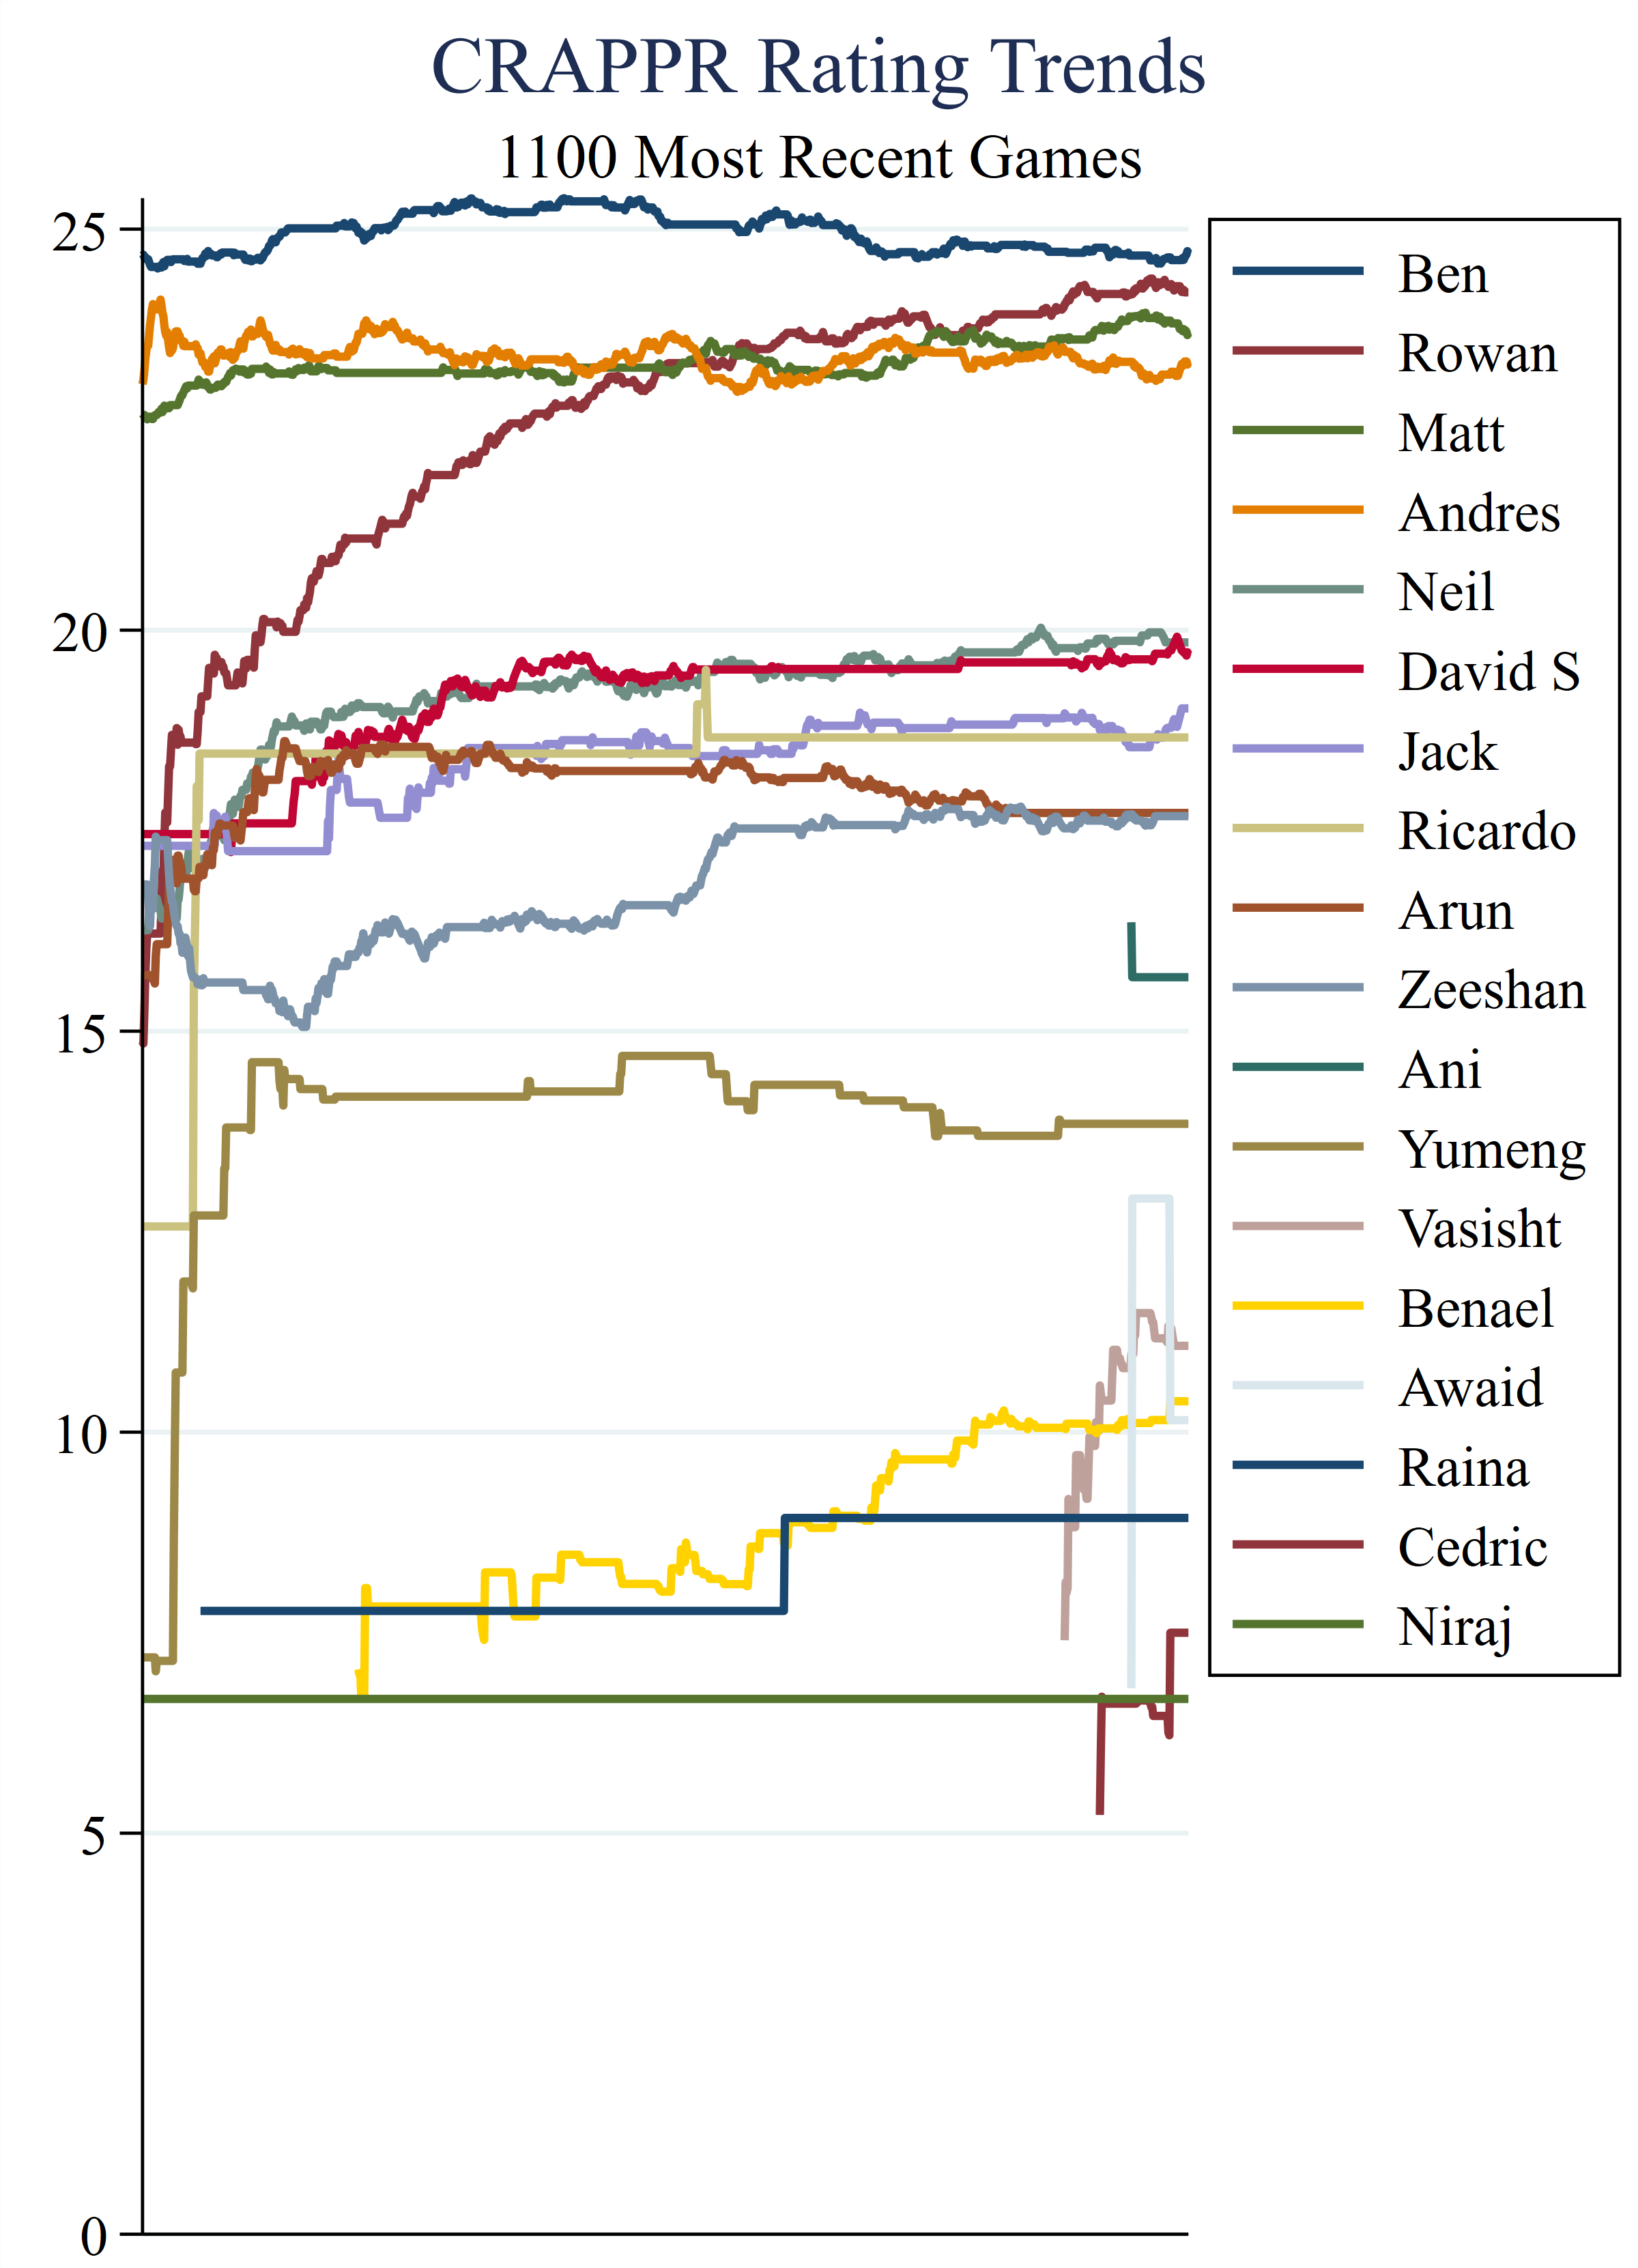 CRAPPR Rating Trends
1100 Most Recent Games
25
20
15
10
5
0
Ben
Rowan
Matt
Andres
Neil
David S
Jack
Ricardo
Arun
Zeeshan
Ani
Yumeng
Vasisht
Benael
Awaid
Raina
Cedric
Niraj